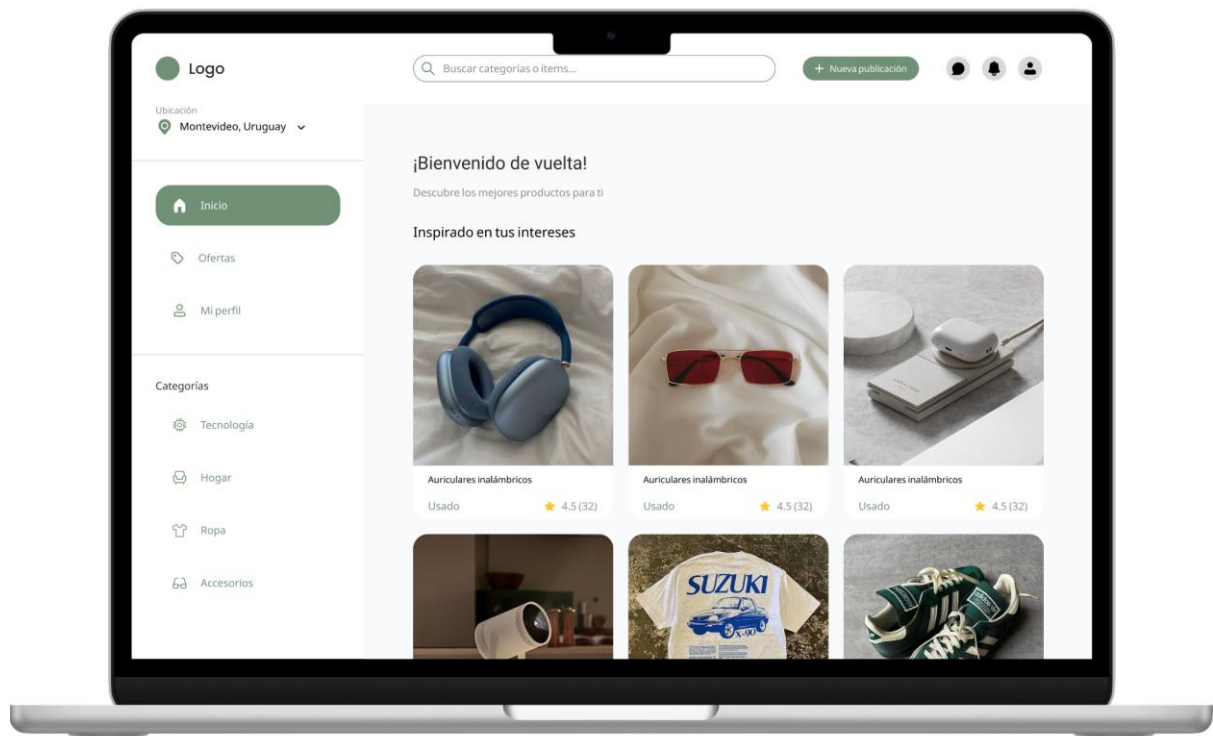 Logo
Buscar categorías o items...
+ Nueva publicación
Ubicación
Montevideo, Uruguay
Inicio
Ofertas
Mi perfil
Categorías
Tecnología
Hogar
Ropa
Accesorios
¡Bienvenido de vuelta!
Descubre los mejores productos para ti
Inspirado en tus intereses
Auriculares inalámbricos
Usado 4.5 (32)
Auriculares inalámbricos
Usado 4.5 (32)
Auriculares inalámbricos
Usado 4.5 (32)
SUZUKI
X-90
adidas